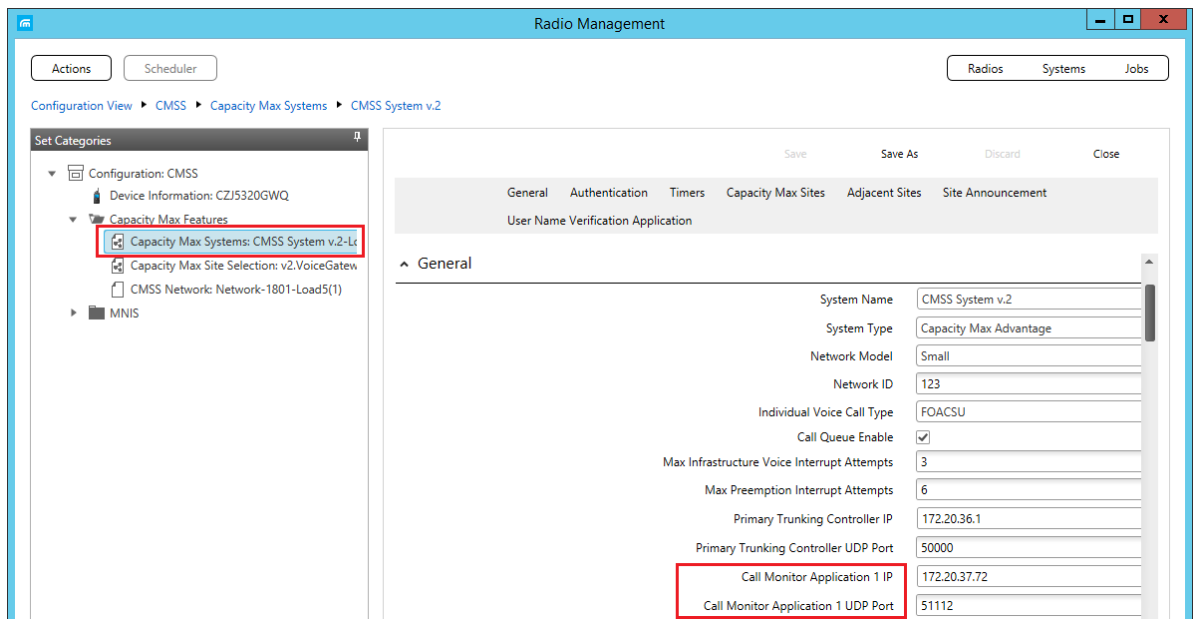 Radio Management
Actions
Scheduler
Radios
Systems
Jobs
Configuration View
CMSS
Capacity Max Systems
CMSS System v.2
Set Categories
Configuration: CMSS
Device Information: CZJ5320GWQ
Capacity Max Features
Capacity Max Systems: CMSS System v.2-Lo
Capacity Max Site Selection: v2.VoiceGatew
CMSS Network: Network-1801-Load5(1)
MNIS
Save
Save As
Discard
Close
General
Authentication
Timers
Capacity Max Sites
Adjacent Sites
Site Announcement
User Name Verification Application
General
System Name CMSS System v.2
System Type Capacity Max Advantage
Network Model Small
Network ID 123
Individual Voice Call Type FOACSU
Call Queue Enable
Max Infrastructure Voice Interrupt Attempts 3
Max Preemption Interrupt Attempts 6
Primary Trunking Controller IP 172.20.36.1
Primary Trunking Controller UDP Port 50000
Call Monitor Application 1 IP 172.20.37.72
Call Monitor Application 1 UDP Port 51112